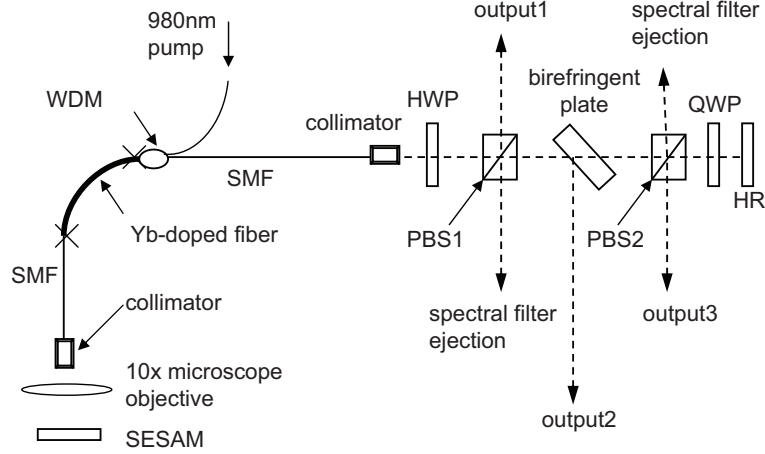 980nm
pump
output1
spectral filter
ejection
WDM
HWP
birefringent
plate
QWP
collimator
SMF
HR
Yb-doped fiber
PBS1
PBS2
SMF
collimator
spectral filter
ejection
output3
10x microscope
objective
output2
SESAM